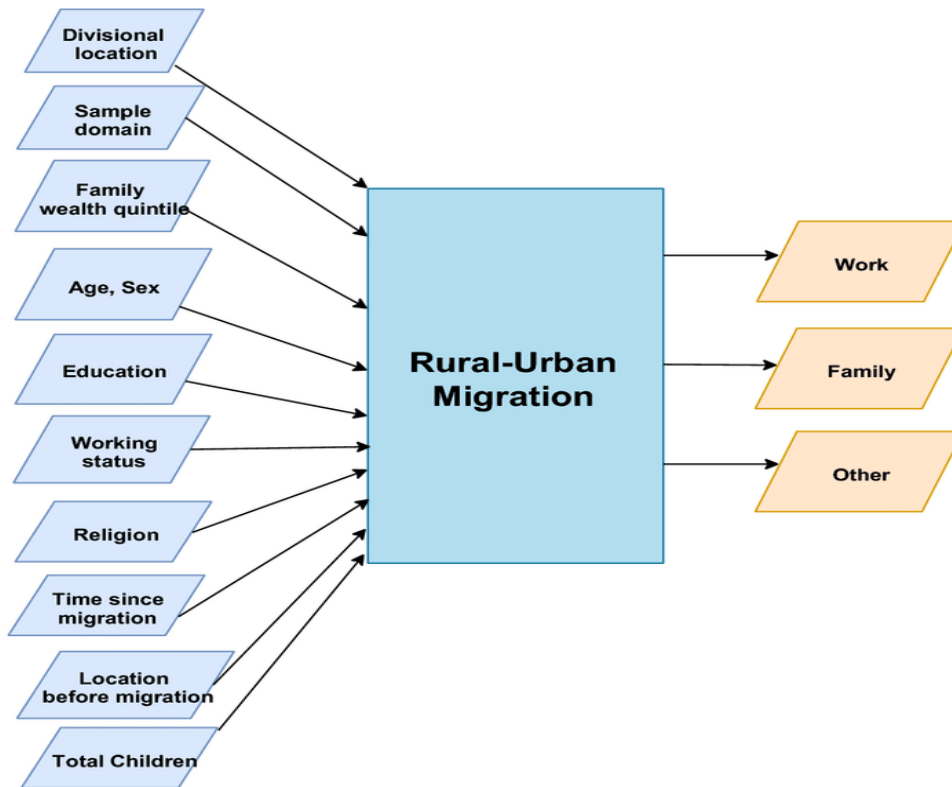 Divisional
location
Sample
domain
Family
wealth quintile
Age, Sex
Education
Working
status
Religion
Time since
migration
Location
before migration
Total Children
Rural-Urban
Migration
Work
Family
Other